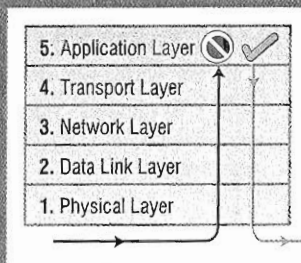 5. Application Layer
4. Transport Layer
3. Network Layer
2. Data Link Layer
1. Physical Layer